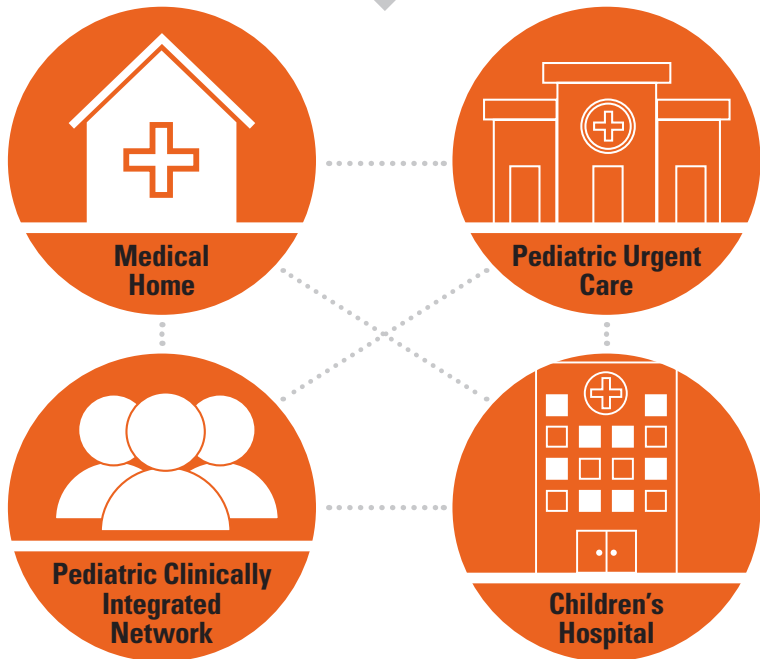 Medical
Home
Pediatric Urgent
Care
Pediatric Clinically
Integrated
Network
Children's
Hospital